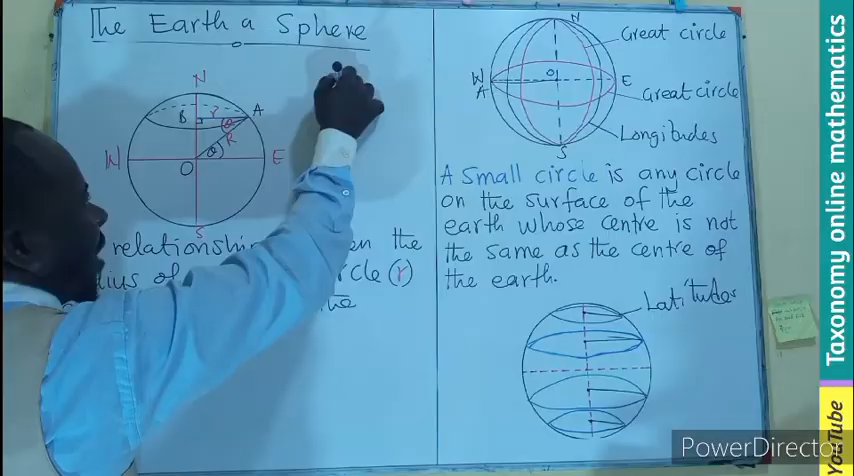 The Earth a Sphere
N
B r A
θ
R
θ
W E
O
S
relationship en the
dius of rcle (r)
the
N
Great circle
W O E
A
Great circle
Longitudes
S
A small circle is any circle
on the surface of the
earth whose centre is not
the same as the centre of
the earth.
Latitudes
Taxonomy online mathematics
YouTube
PowerDirector